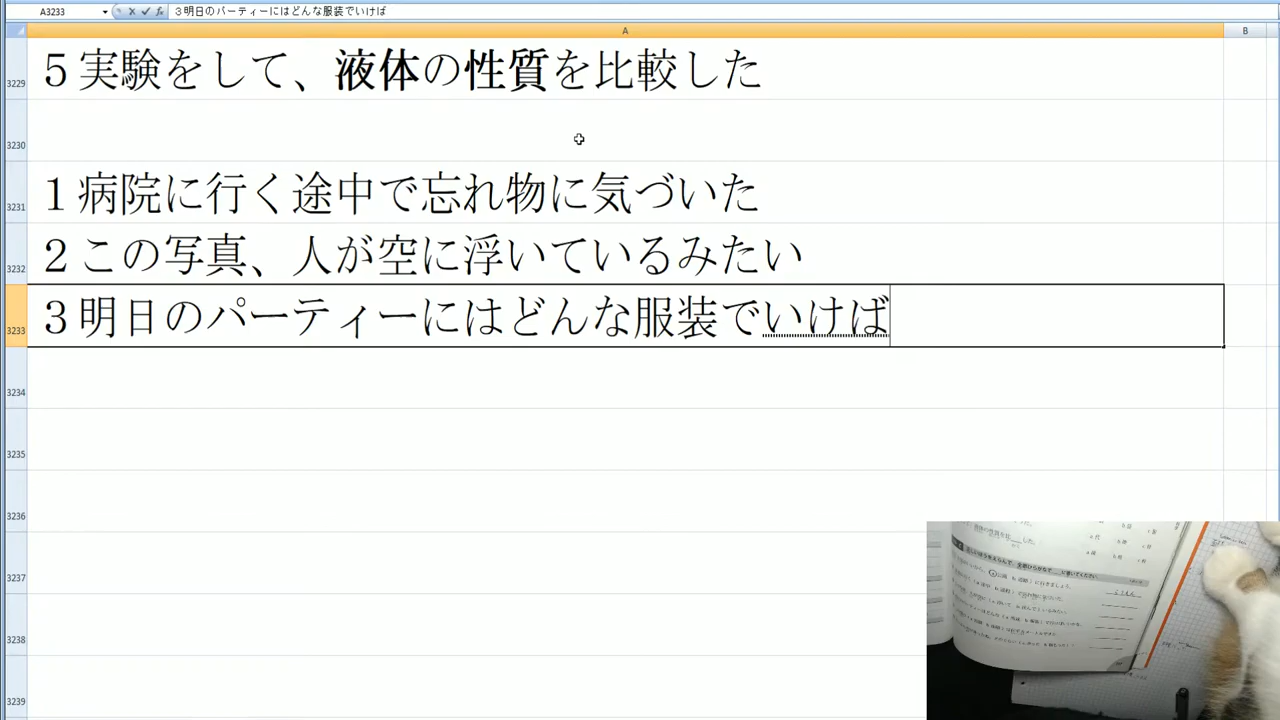 A3233
３明日のパーティーにはどんな服装でいけば
A
B
3229
５実験をして、液体の性質を比較した
3230
3231
１病院に行く途中で忘れ物に気づいた
3232
２この写真、人が空に浮いているみたい
3233
３明日のパーティーにはどんな服装でいけば
3234
3235
3236
3237
3238
3239